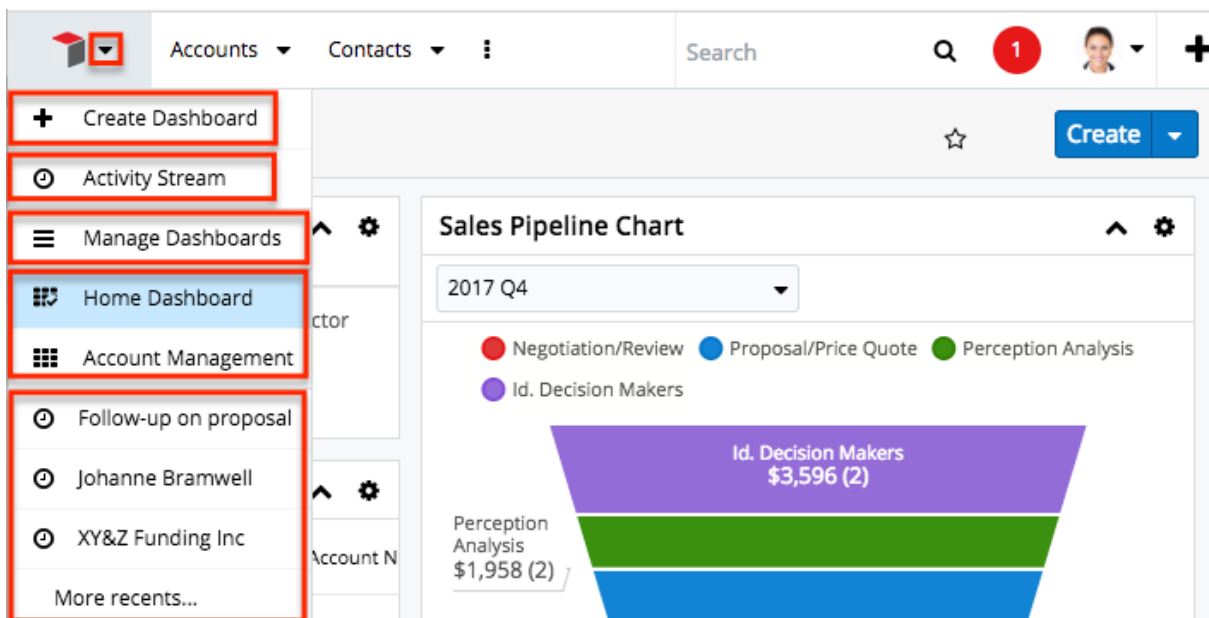 Accounts
Contacts
Search
1
Create Dashboard
Activity Stream
Manage Dashboards
Home Dashboard
Account Management
Follow-up on proposal
Johanne Bramwell
XY&Z Funding Inc
More recents...
Create
ctor
Account N
Sales Pipeline Chart
2017 Q4
Negotiation/Review
Proposal/Price Quote
Perception Analysis
Id. Decision Makers
Id. Decision Makers
$3,596 (2)
Perception
Analysis
$1,958 (2)